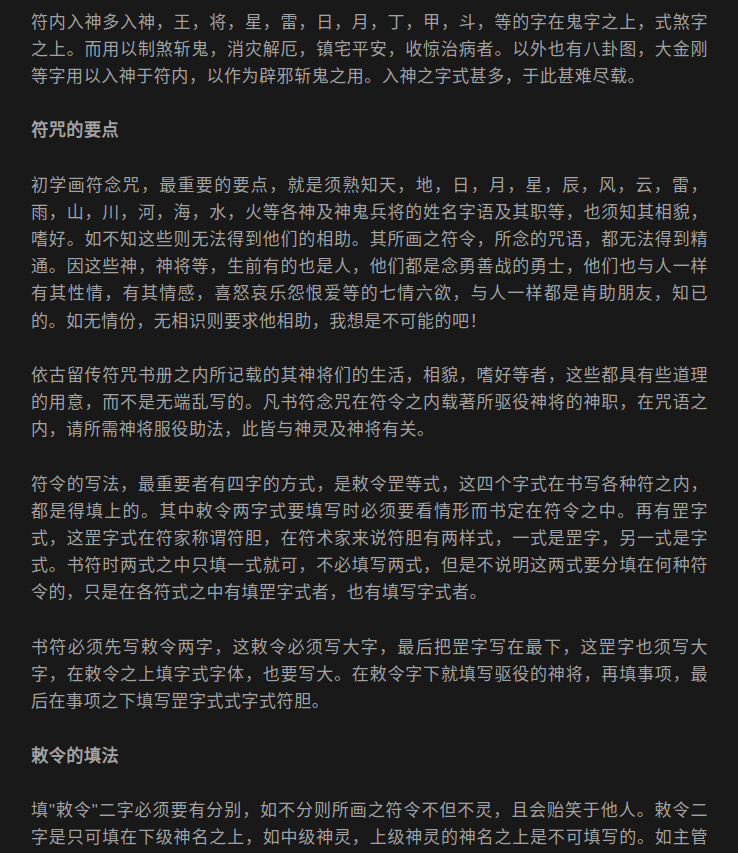 符内入神多入神，王，将，星，雷，日，月，丁，甲，斗，等的字在鬼字之上，式煞字
之上。而用以制煞斩鬼，消灾解厄，镇宅平安，收惊治病者。以外也有八卦图，大金刚
等字用以入神于符内，以作为辟邪斩鬼之用。入神之字式甚多，于此甚难尽载。
符咒的要点
初学画符念咒，最重要的要点，就是须熟知天，地，日，月，星，辰，风，云，雷，
雨，山，川，河，海，水，火等各神及神鬼兵将的姓名字语及其职等，也须知其相貌，
嗜好。如不知这些则无法得到他们的相助。其所画之符令，所念的咒语，都无法得到精
通。因这些神，神将等，生前有的也是人，他们都是念勇善战的勇士，他们也与人一样
有其性情，有其情感，喜怒哀乐怨恨爱等的七情六欲，与人一样都是肯助朋友，知已
的。如无情份，无相识则要求他相助，我想是不可能的吧！
依古留传符咒书册之内所记载的其神将们的生活，相貌，嗜好等者，这些都具有些道理
的用意，而不是无端乱写的。凡书符念咒在符令之内载著所驱役神将的神职，在咒语之
内，请所需神将服役助法，此皆与神灵及神将有关。
符令的写法，最重要者有四字的方式，是敕令罡等式，这四个字式在书写各种符之内，
都是得填上的。其中敕令两字式要填写时必须要看情形而书定在符令之中。再有罡字
式，这罡字式在符家称谓符胆，在符术家来说符胆有两样式，一式是罡字，另一式是字
式。书符时两式之中只填一式就可，不必填写两式，但是不说明这两式要分填在何种符
令的，只是在各符式之中有填罡字式者，也有填写字式者。
书符必须先写敕令两字，这敕令必须写大字，最后把罡字写在最下，这罡字也须写大
字，在敕令之上填字式字体，也要写大。在敕令字下就填写驱役的神将，再填事项，最
后在事项之下填写罡字式式字式符胆。
敕令的填法
填"敕令"二字必须要有分别，如不分则所画之符令不但不灵，且会贻笑于他人。敕令二
字是只可填在下级神名之上，如中级神灵，上级神灵的神名之上是不可填写的。如主管